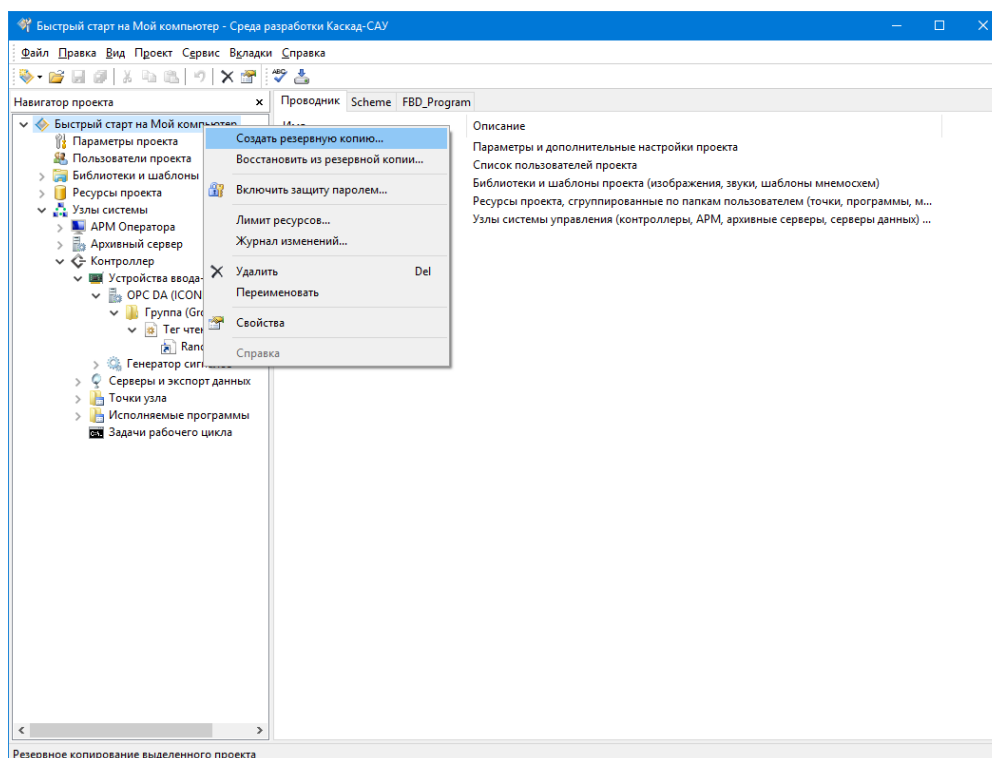 Быстрый старт на Мой компьютер - Среда разработки Каскад-САУ
Файл Правка Вид Проект Сервис Вкладки Справка
ABC
Навигатор проекта
Проводник Scheme FBD_Program
Быстрый старт на Мой компьютер
Параметры проекта
Пользователи проекта
Библиотеки и шаблоны
Ресурсы проекта
Узлы системы
АРМ Оператора
Архивный сервер
Контроллер
Устройства ввода-
OPC DA (ICON
Группа (Gro
Тег чте
Ran
Генератор
Серверы и экспорт данных
Точки узла
Исполняемые программы
Задачи рабочего цикла
Создать резервную копию...
Восстановить из резервной копии...
Включить защиту паролем...
Лимит ресурсов...
Журнал изменений...
Удалить Del
Переименовать
Свойства
Справка
Описание
Параметры и дополнительные настройки проекта
Список пользователей проекта
Библиотеки и шаблоны проекта (изображения, звуки, шаблоны мнемосхем)
Ресурсы проекта, сгруппированные по папкам пользователем (точки, программы, м...
Узлы системы управления (контроллеры, АРМ, архивные серверы, серверы данных) ...
Резервное копирование выделенного проекта